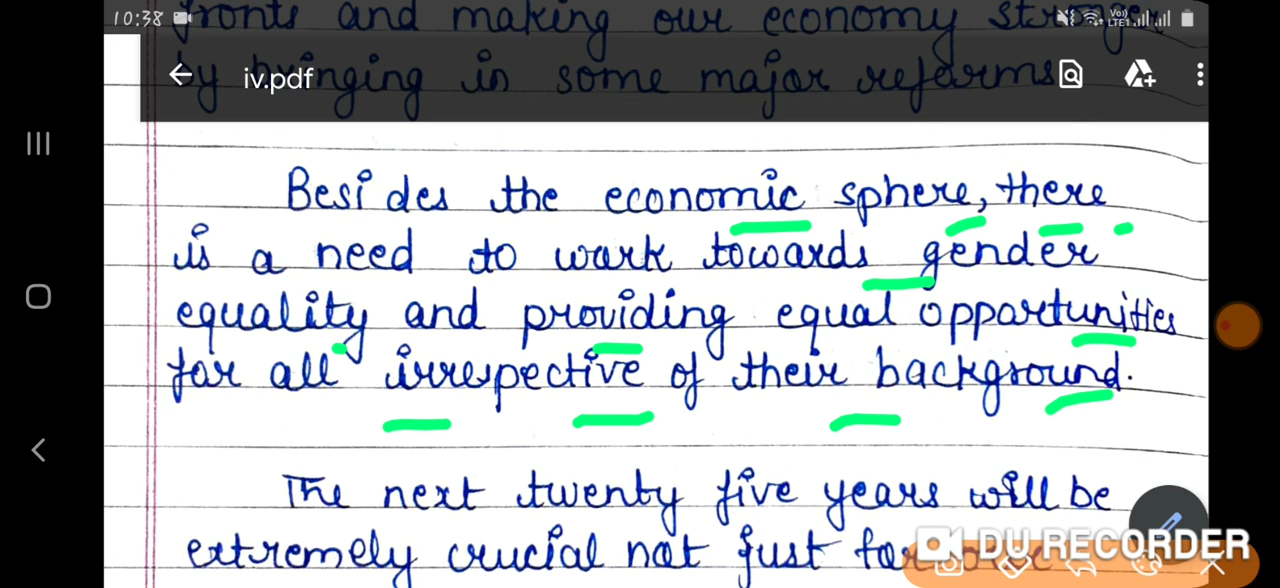 10:38
fronts and making our economy stronger
by bringing in some major reforms
iv.pdf
Besides the economic sphere, there
is a need to work towards gender
equality and providing equal opportunities
for all irrespective of their background.
The next twenty five years will be
extremely crucial not just for
DU RECORDER